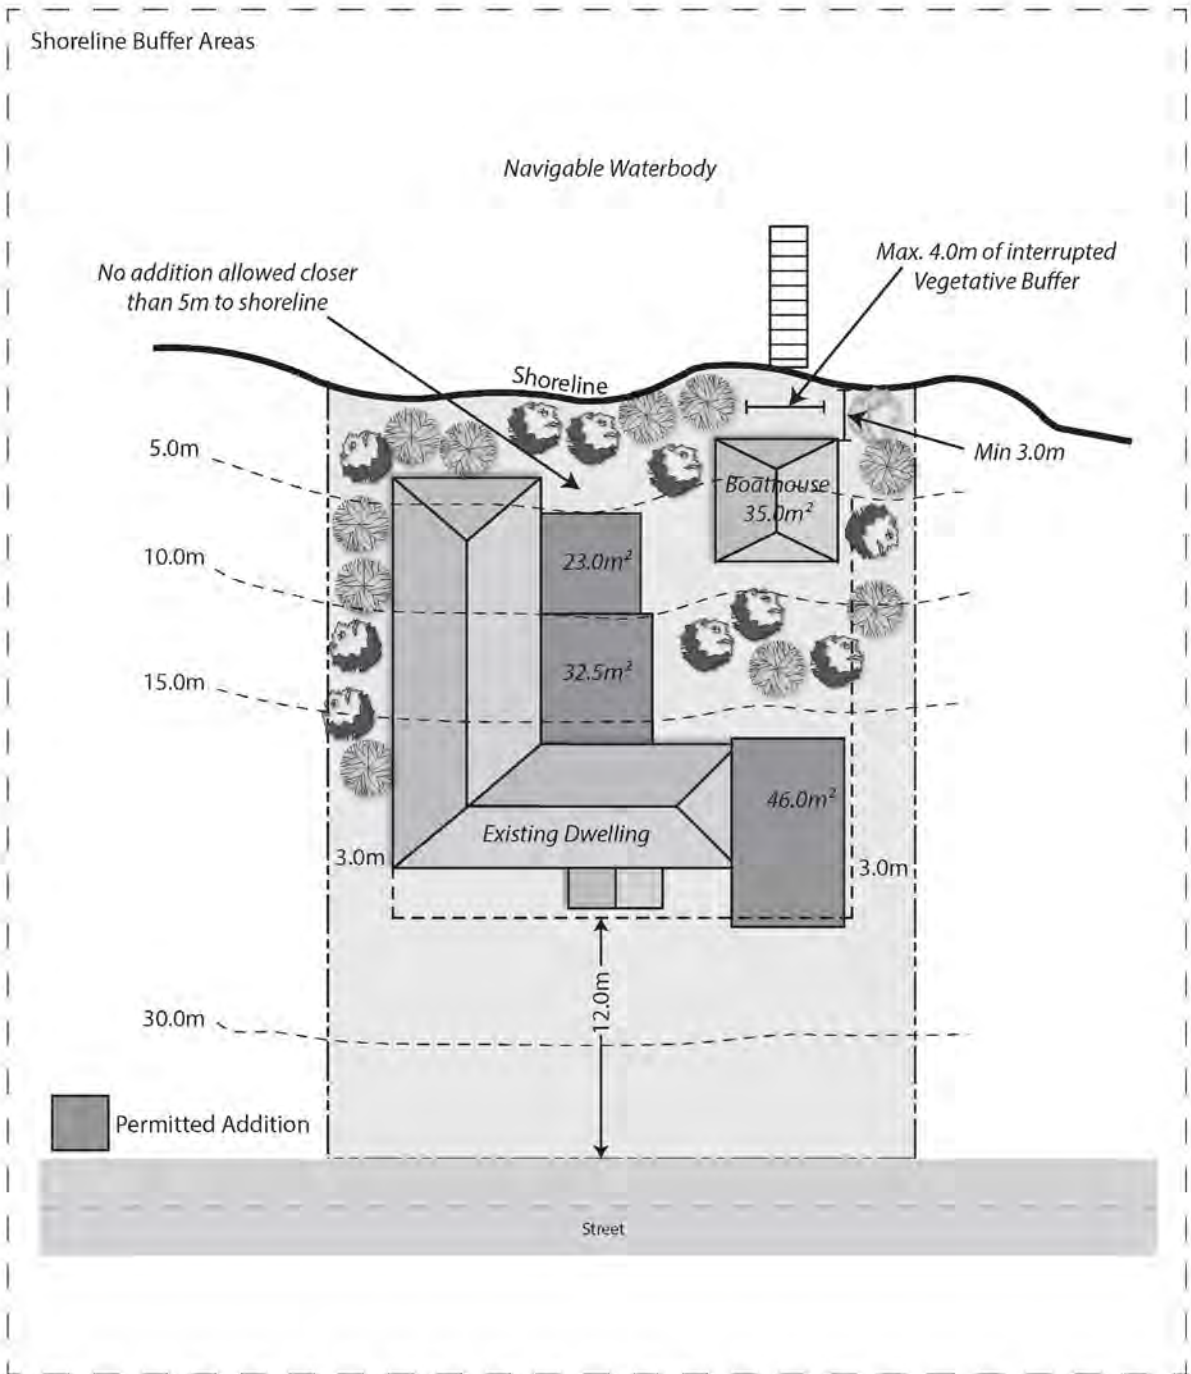 Shoreline Buffer Areas
Navigable Waterbody
No addition allowed closer
than 5m to shoreline
Max. 4.0m of interrupted
Vegetative Buffer
Shoreline
5.0m
Min 3.0m
Boathouse
35.0m²
10.0m
23.0m²
15.0m
32.5m²
46.0m²
Existing Dwelling
3.0m
3.0m
12.0m
30.0m
Permitted Addition
Street